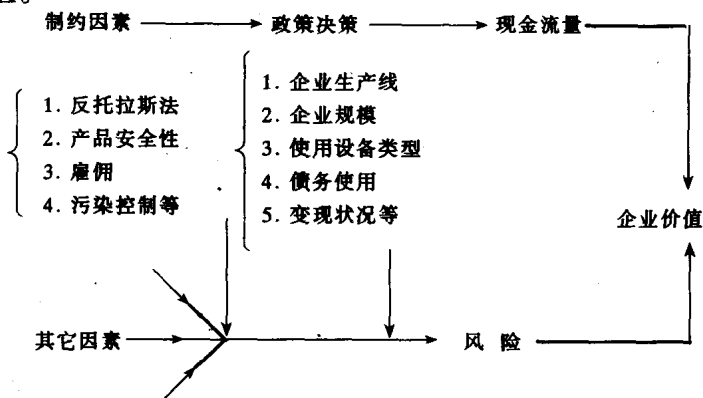 制约因素 政策决策 现金流量
1. 反托拉斯法
2. 产品安全性
3. 雇佣
4. 污染控制等
1. 企业生产线
2. 企业规模
3. 使用设备类型
4. 债务使用
5. 变现状况等
企业价值
其它因素 风 险